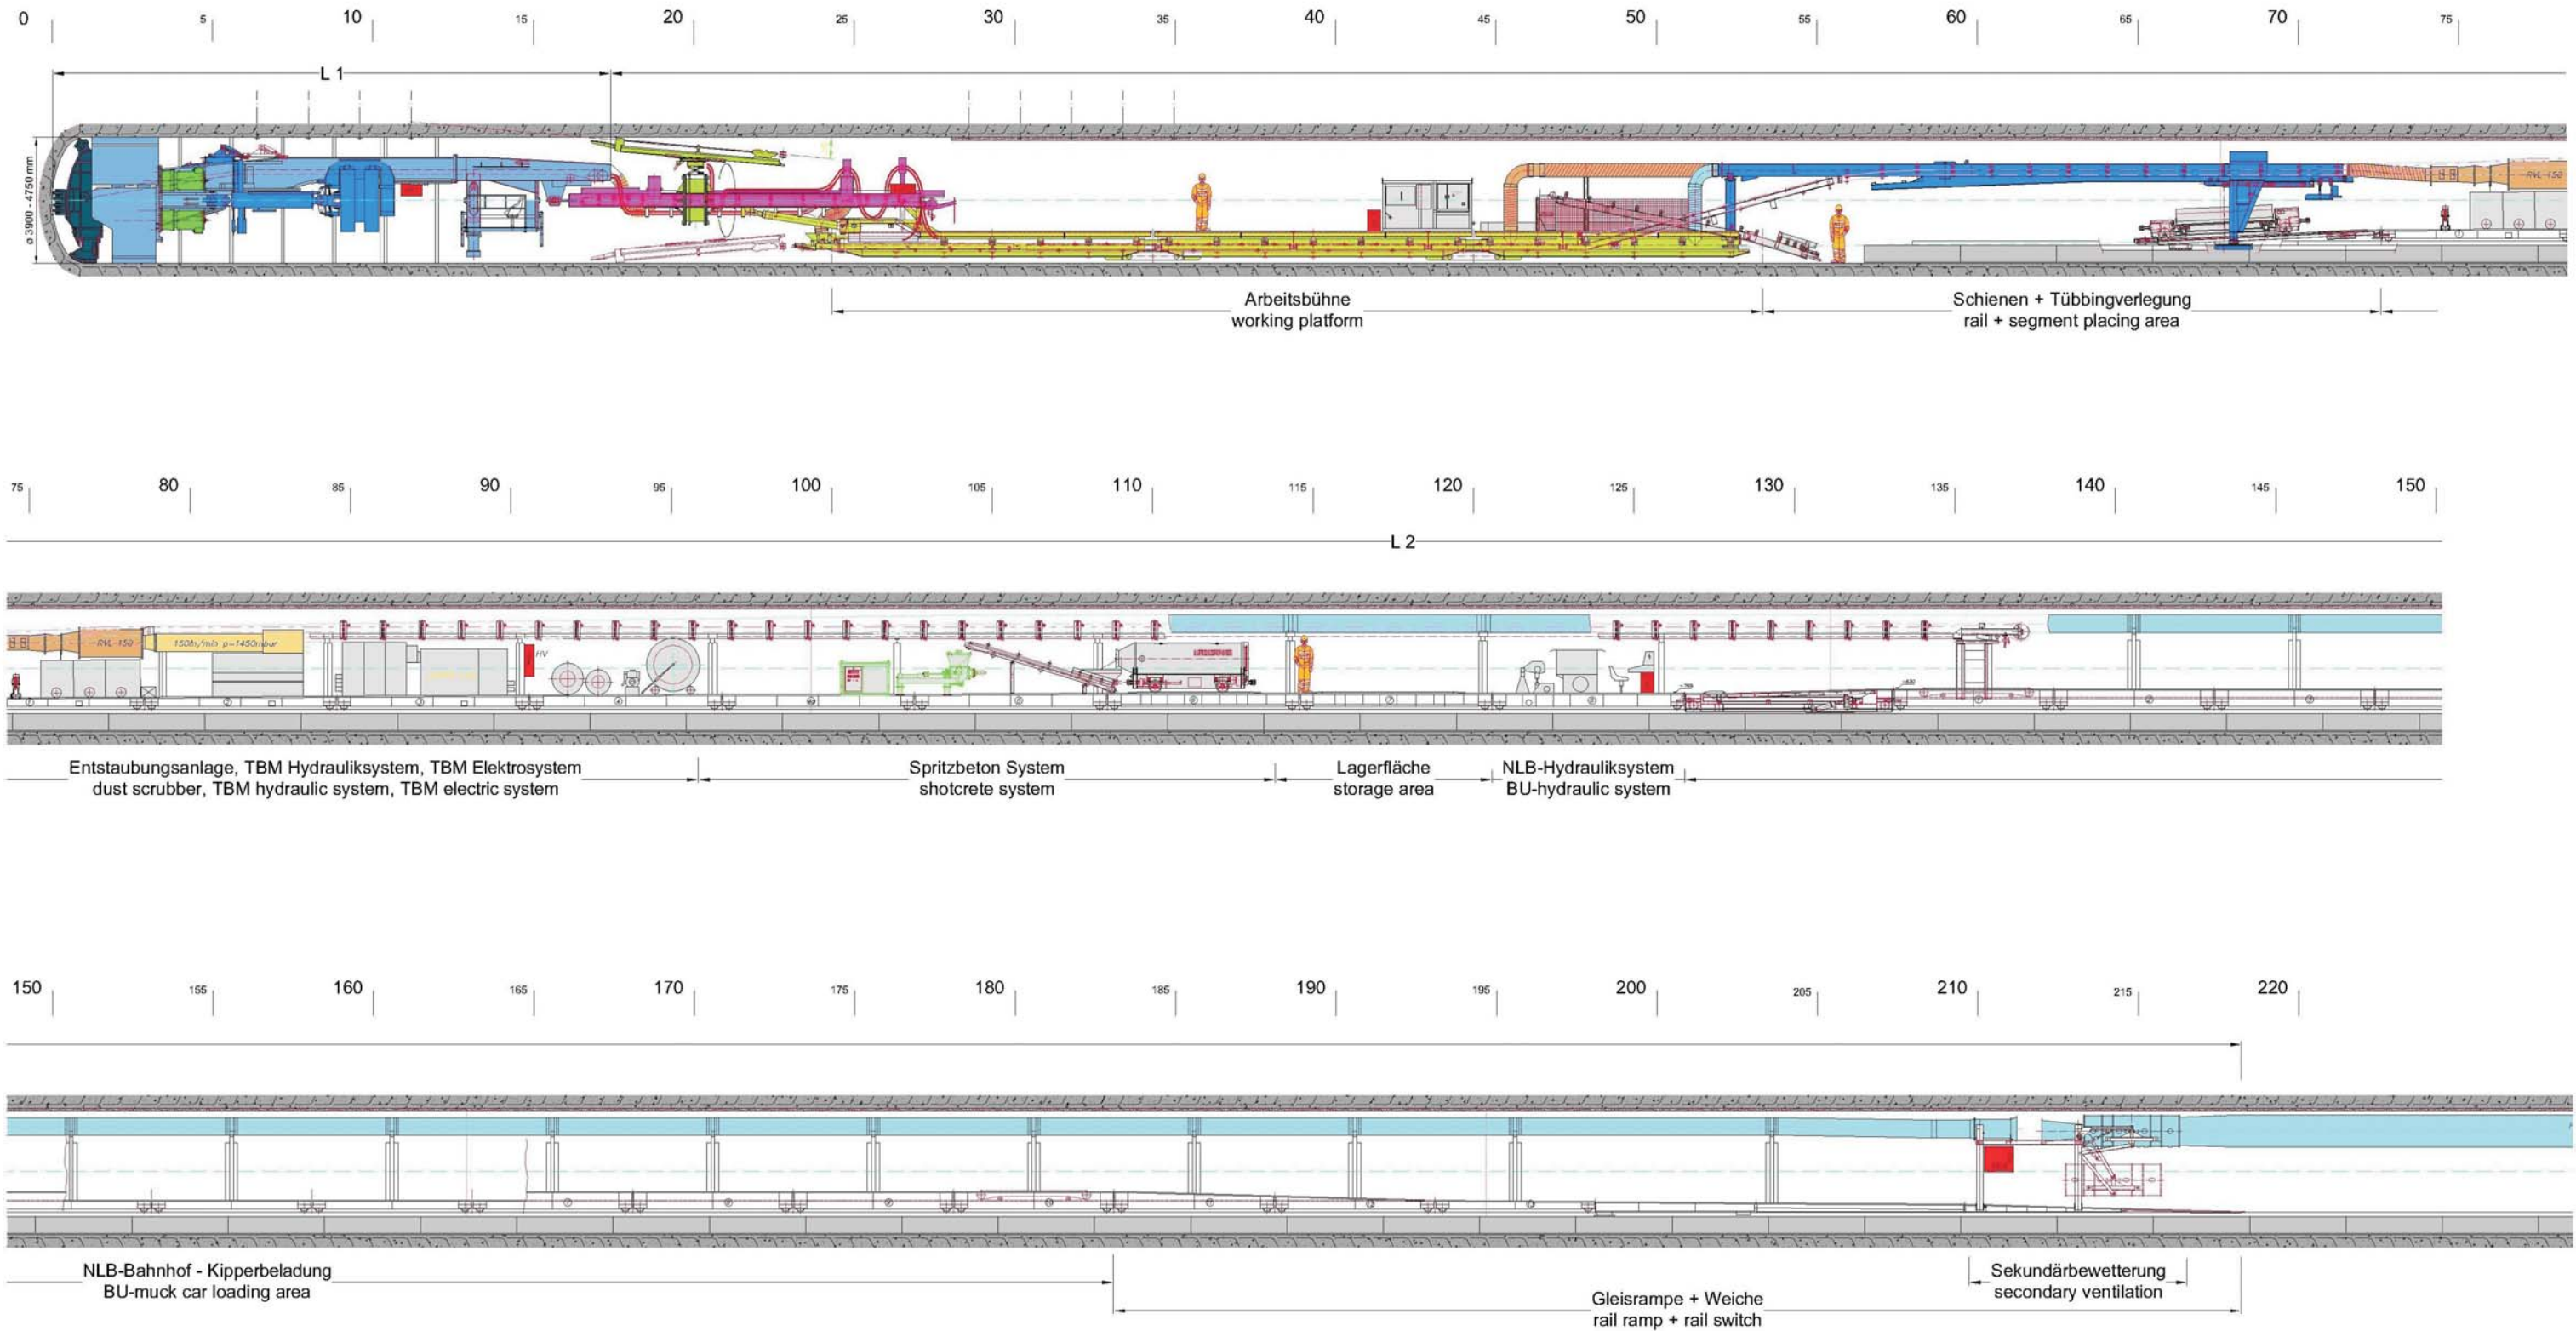 0 5 10 15 20 25 30 35 40 45 50 55 60 65 70 75
L 1
ø 3900 - 4750 mm
RVL-150
Arbeitsbühne
working platform
Schienen + Tübbingverlegung
rail + segment placing area
75 80 85 90 95 100 105 110 115 120 125 130 135 140 145 150
L 2
RVL-150
HV
Entstaubungsanlage, TBM Hydrauliksystem, TBM Elektrosystem
dust scrubber, TBM hydraulic system, TBM electric system
Spritzbeton System
shotcrete system
Lagerfläche
storage area
NLB-Hydrauliksystem
BU-hydraulic system
150 155 160 165 170 175 180 185 190 195 200 205 210 215 220
NLB-Bahnhof - Kipperbeladung
BU-muck car loading area
Gleisrampe + Weiche
rail ramp + rail switch
Sekundärbewetterung
secondary ventilation